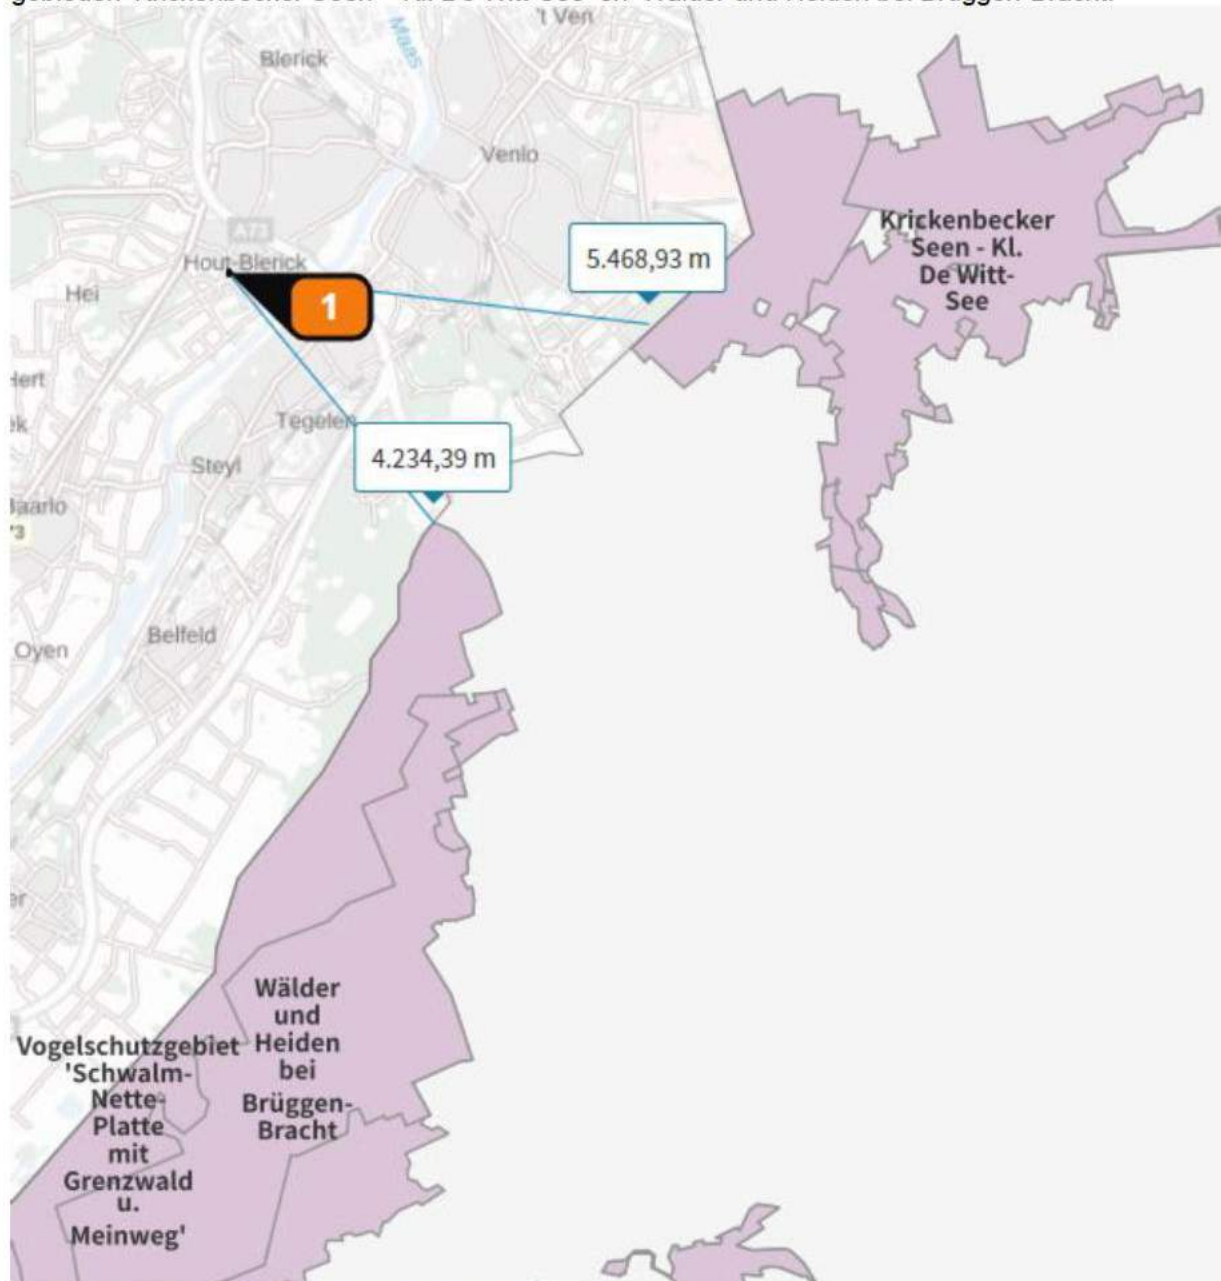 't Ven
Blerick
Maas
Venlo
A73
Hout-Blerick
1
5.468,93 m
Krickenbecker
Seen - Kl.
De Witt-
See
Hei
Tegelen
4.234,39 m
Steyl
Belfeld
Oyen
Wälder
und
Heiden
bei
Brüggen-
Bracht
Vogelschutzgebiet
'Schwalm-
Nette-
Platte
mit
Grenzwald
u.
Meinweg'